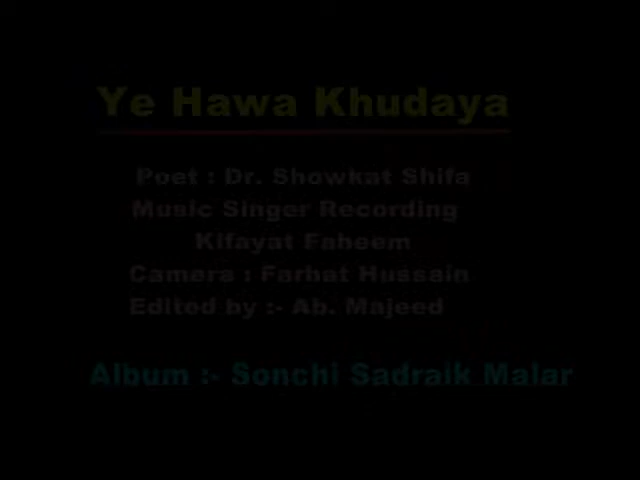 Ye Hawa Khudaya
Poet : Dr. Showkat Shifa
Music Singer Recording
Kifayat Faheem
Camera : Farhat Hussain
Edited by :- Ab. Majeed
Album :- Sonchi Sadraik Malar